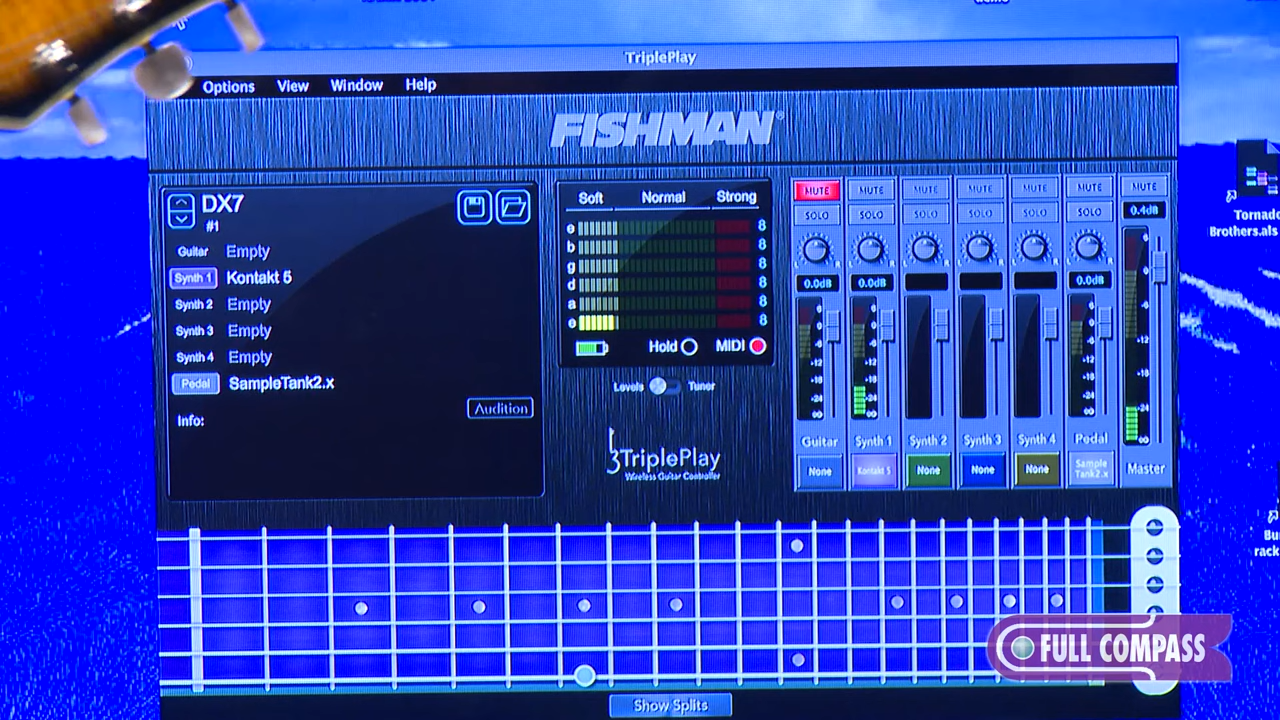 TriplePlay
Options View Window Help
FISHMAN®
DX7
#1
Guitar Empty
Synth 1 Kontakt 5
Synth 2 Empty
Synth 3 Empty
Synth 4 Empty
Pedal SampleTank2.x
Info:
Audition
Soft Normal Strong
e 8
b 8
g 8
d 8
a 8
e 8
Hold MIDI
Levels Tuner
TriplePlay
Wireless Guitar Controller
MUTE MUTE MUTE MUTE MUTE MUTE MUTE
SOLO SOLO SOLO SOLO SOLO SOLO 0.4dB
L R L R L R L R L R L R
0.0dB 0.0dB 0.0dB
Guitar Synth 1 Synth 2 Synth 3 Synth 4 Pedal Master
None Kontakt 5 None None None Sample Tank2.x
Show Splits
Tornado
Brothers.als
FULL COMPASS